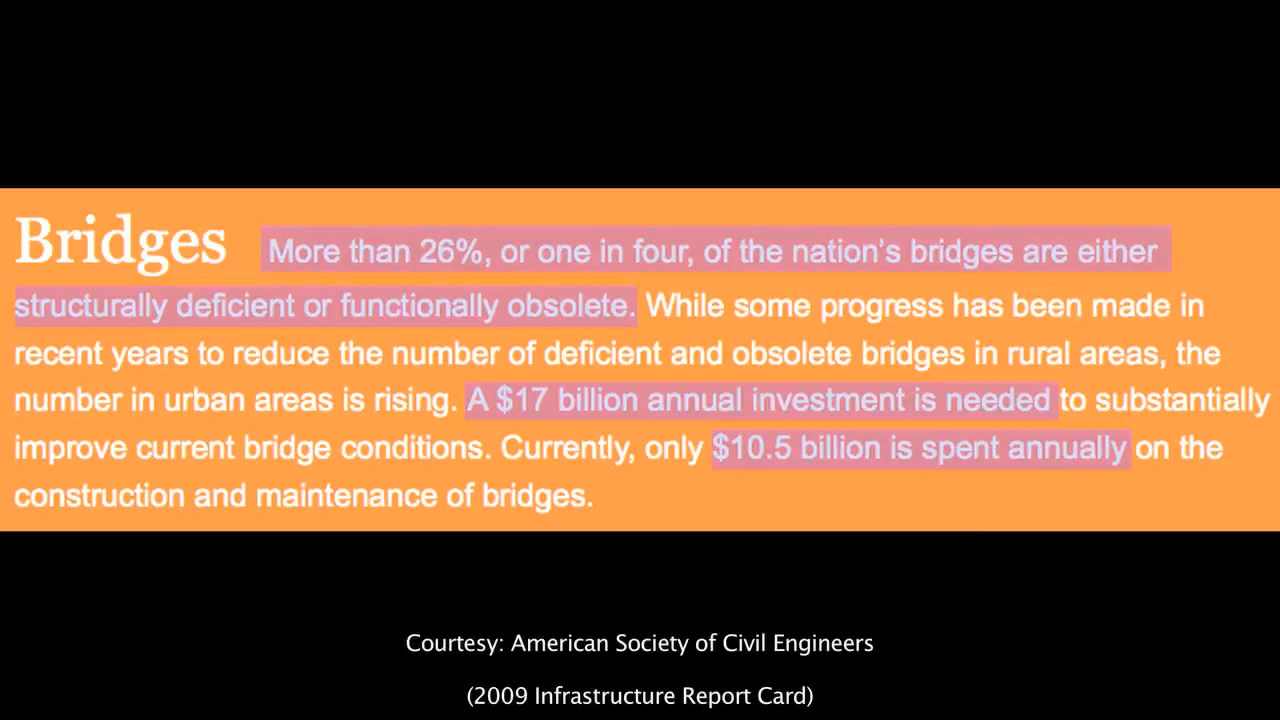 Bridges More than 26%, or one in four, of the nation’s bridges are either
structurally deficient or functionally obsolete. While some progress has been made in
recent years to reduce the number of deficient and obsolete bridges in rural areas, the
number in urban areas is rising. A $17 billion annual investment is needed to substantially
improve current bridge conditions. Currently, only $10.5 billion is spent annually on the
construction and maintenance of bridges.
Courtesy: American Society of Civil Engineers
(2009 Infrastructure Report Card)